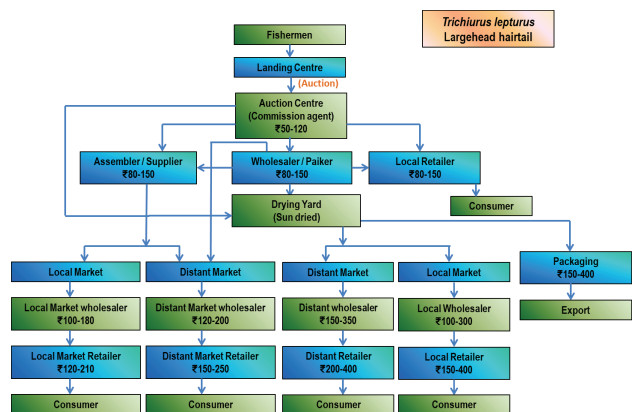 Trichiurus lepturus
Largehead hairtail
Fishermen
Landing Centre
(Auction)
Auction Centre
(Commission agent)
₹50-120
Assembler / Supplier
₹80-150
Wholesaler / Paiker
₹80-150
Local Retailer
₹80-150
Consumer
Drying Yard
(Sun dried)
Local Market
Distant Market
Distant Market
Local Market
Packaging
₹150-400
Local Market wholesaler
₹100-180
Distant Market wholesaler
₹120-200
Distant wholesaler
₹150-350
Local Wholesaler
₹100-300
Export
Local Market Retailer
₹120-210
Distant Market Retailer
₹150-250
Distant Retailer
₹200-400
Local Retailer
₹150-400
Consumer
Consumer
Consumer
Consumer